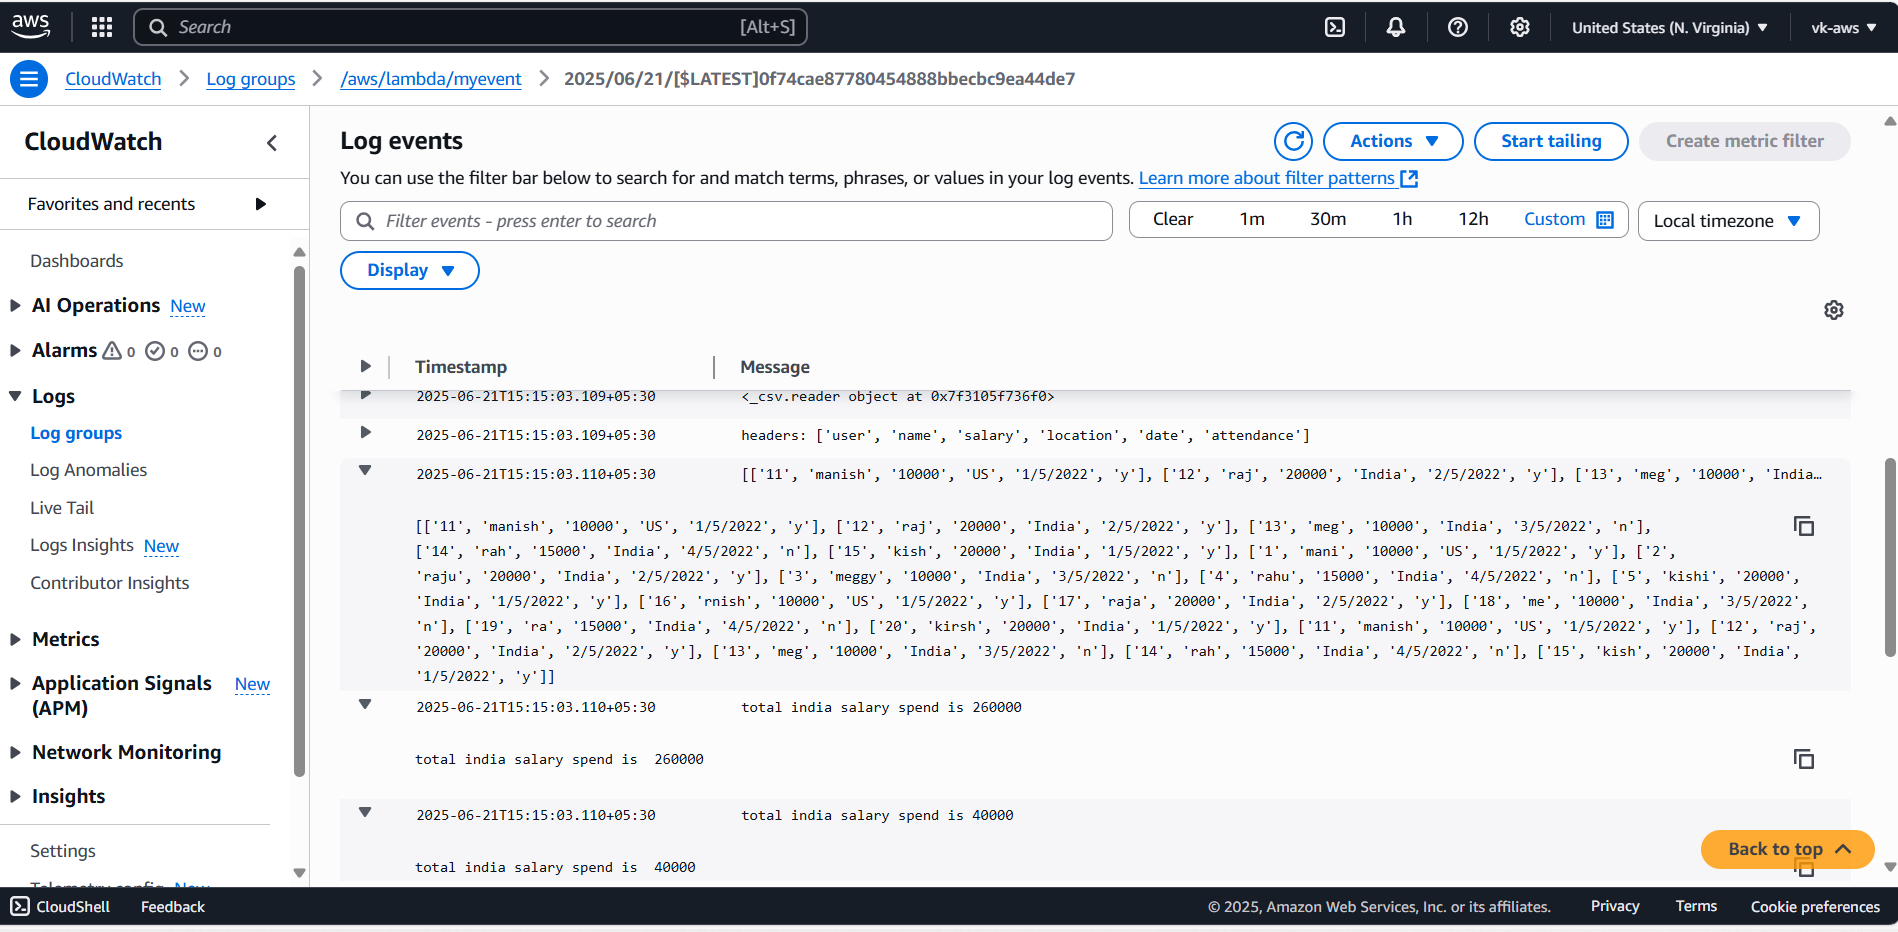 aws
Search [Alt+S]
United States (N. Virginia)
vk-aws
CloudWatch
Log groups
/aws/lambda/myevent
2025/06/21/[$LATEST]0f74cae87780454888bbecbc9ea44de7
CloudWatch
Favorites and recents
Dashboards
AI Operations New
Alarms 0 0 0
Logs
Log groups
Log Anomalies
Live Tail
Logs Insights New
Contributor Insights
Metrics
Application Signals New
(APM)
Network Monitoring
Insights
Settings
Telemetry config New
Log events
Actions
Start tailing
Create metric filter
You can use the filter bar below to search for and match terms, phrases, or values in your log events. Learn more about filter patterns
Filter events - press enter to search
Clear 1m 30m 1h 12h Custom
Local timezone
Display
Timestamp Message
2025-06-21T15:15:03.109+05:30 <_csv.reader object at 0x7f3105f736f0>
2025-06-21T15:15:03.109+05:30 headers: ['user', 'name', 'salary', 'location', 'date', 'attendance']
2025-06-21T15:15:03.110+05:30 [['11', 'manish', '10000', 'US', '1/5/2022', 'y'], ['12', 'raj', '20000', 'India', '2/5/2022', 'y'], ['13', 'meg', '10000', 'India…
[['11', 'manish', '10000', 'US', '1/5/2022', 'y'], ['12', 'raj', '20000', 'India', '2/5/2022', 'y'], ['13', 'meg', '10000', 'India', '3/5/2022', 'n'],
['14', 'rah', '15000', 'India', '4/5/2022', 'n'], ['15', 'kish', '20000', 'India', '1/5/2022', 'y'], ['1', 'mani', '10000', 'US', '1/5/2022', 'y'], ['2',
'raju', '20000', 'India', '2/5/2022', 'y'], ['3', 'meggy', '10000', 'India', '3/5/2022', 'n'], ['4', 'rahu', '15000', 'India', '4/5/2022', 'n'], ['5', 'kishi', '20000',
'India', '1/5/2022', 'y'], ['16', 'rnish', '10000', 'US', '1/5/2022', 'y'], ['17', 'raja', '20000', 'India', '2/5/2022', 'y'], ['18', 'me', '10000', 'India', '3/5/2022',
'n'], ['19', 'ra', '15000', 'India', '4/5/2022', 'n'], ['20', 'kirsh', '20000', 'India', '1/5/2022', 'y'], ['11', 'manish', '10000', 'US', '1/5/2022', 'y'], ['12', 'raj',
'20000', 'India', '2/5/2022', 'y'], ['13', 'meg', '10000', 'India', '3/5/2022', 'n'], ['14', 'rah', '15000', 'India', '4/5/2022', 'n'], ['15', 'kish', '20000', 'India',
'1/5/2022', 'y']]
2025-06-21T15:15:03.110+05:30 total india salary spend is 260000
total india salary spend is  260000
2025-06-21T15:15:03.110+05:30 total india salary spend is 40000
total india salary spend is  40000
Back to top
CloudShell
Feedback
© 2025, Amazon Web Services, Inc. or its affiliates.
Privacy
Terms
Cookie preferences